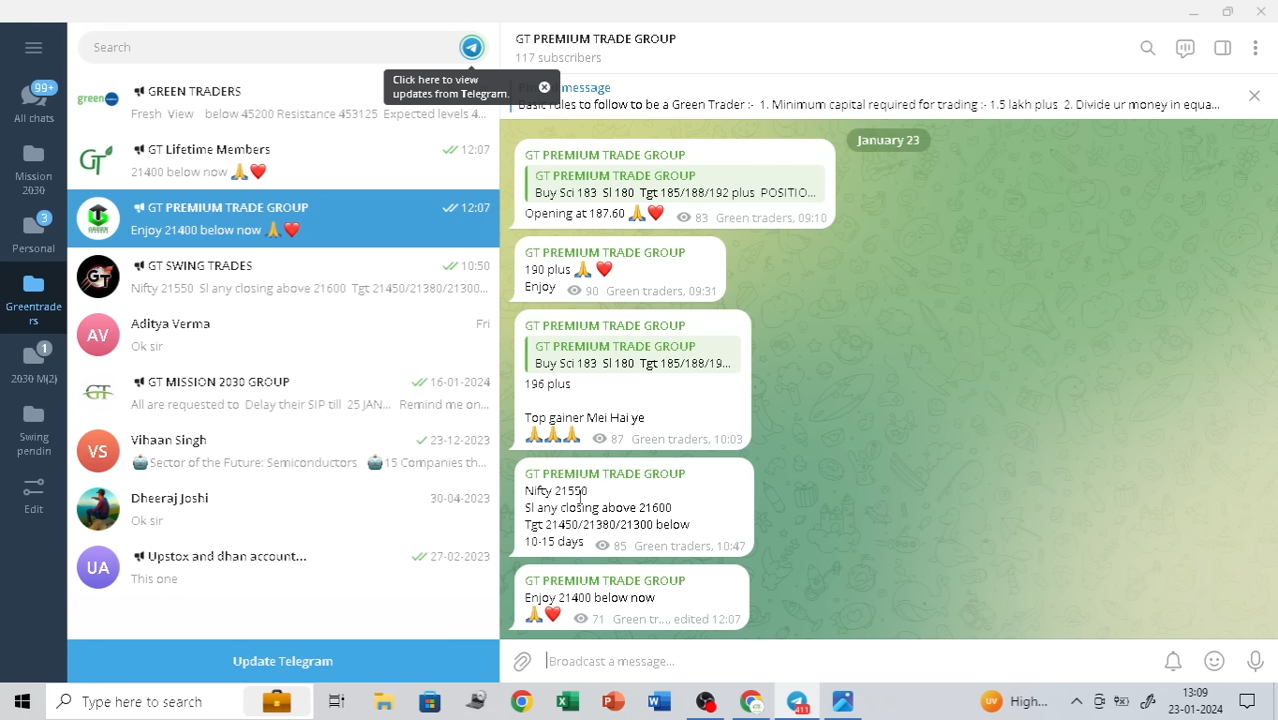 Search
Click here to view
updates from Telegram.
99+
All chats
Mission
2030
3
Personal
Greentrade
rs
1
2030 M(2)
Swing
pendin
Edit
green
GREEN TRADERS
Fresh View below 45200 Resistance 453125 Expected levels 4...
GT
GT Lifetime Members
12:07
21400 below now 🙏❤️
GT PREMIUM TRADE GROUP
12:07
Enjoy 21400 below now 🙏❤️
GT
GT SWING TRADES
10:50
Nifty 21550 Sl any closing above 21600 Tgt 21450/21380/21300...
AV
Aditya Verma
Fri
Ok sir
GT
GT MISSION 2030 GROUP
16-01-2024
All are requested to Delay their SIP till 25 JAN... Remind me on...
VS
Vihaan Singh
23-12-2023
🤖Sector of the Future: Semiconductors 🤖15 Companies th...
Dheeraj Joshi
30-04-2023
Ok sir
UA
Upstox and dhan account...
27-02-2023
This one
Update Telegram
GT PREMIUM TRADE GROUP
117 subscribers
message
Basic rules to follow to be a Green Trader :- 1. Minimum capital required for trading :- 1.5 lakh plus 2. Divide ur money in equa...
January 23
GT PREMIUM TRADE GROUP
GT PREMIUM TRADE GROUP
Buy Sci 183 Sl 180 Tgt 185/188/192 plus POSITIO...
Opening at 187.60 🙏❤️ 83 Green traders, 09:10
GT PREMIUM TRADE GROUP
190 plus 🙏 ❤️
Enjoy 90 Green traders, 09:31
GT PREMIUM TRADE GROUP
GT PREMIUM TRADE GROUP
Buy Sci 183 Sl 180 Tgt 185/188/19...
196 plus
Top gainer Mei Hai ye
🙏🙏🙏 87 Green traders, 10:03
GT PREMIUM TRADE GROUP
Nifty 21550
Sl any closing above 21600
Tgt 21450/21380/21300 below
10-15 days 85 Green traders, 10:47
GT PREMIUM TRADE GROUP
Enjoy 21400 below now
🙏❤️ 71 Green tr..., edited 12:07
Broadcast a message...
Type here to search
411
UV
High...
13:09
23-01-2024